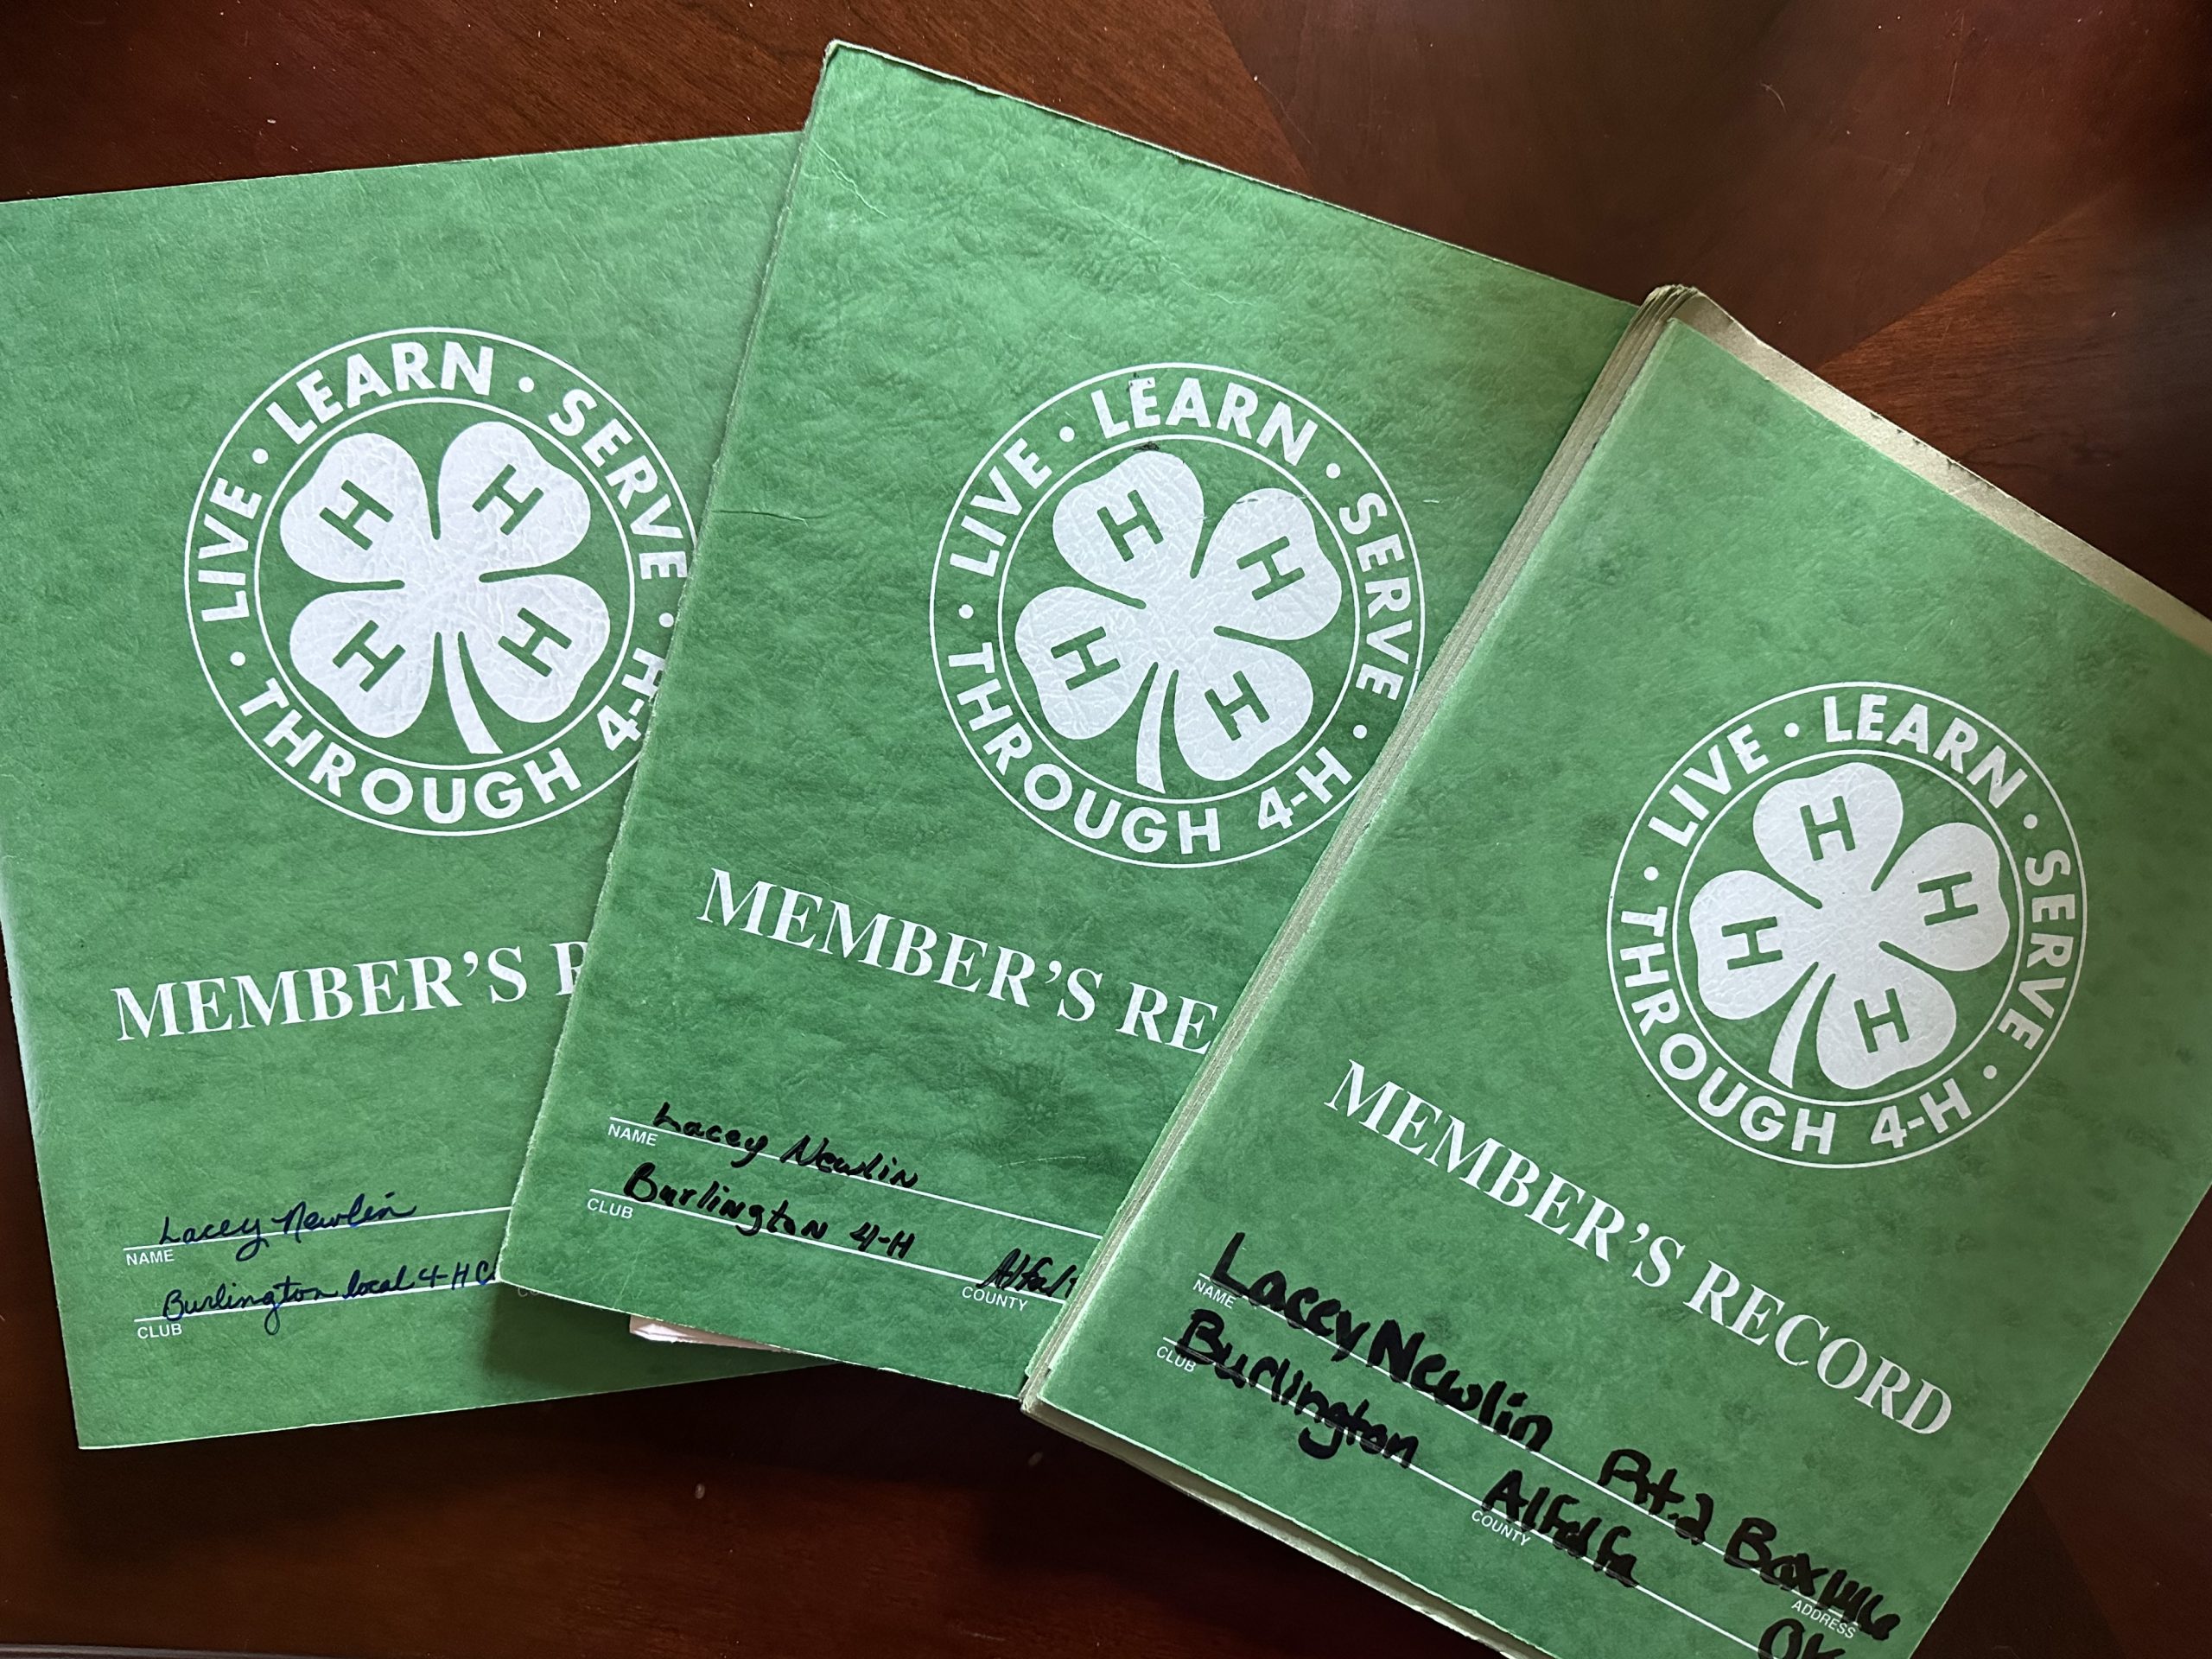 LIVE · LEARN · SERVE · THROUGH 4-H ·
H H H H
MEMBER'S
Lacey Newlin
NAME
Burlington local 4-H C
CLUB
LIVE · LEARN · SERVE · THROUGH 4-H ·
H H H H
MEMBER'S RE
Lacey Newlin
NAME
Burlington 4-H Alfal
CLUB COUNTY
LIVE · LEARN · SERVE · THROUGH 4-H ·
H H H H
MEMBER'S RECORD
Lacey Newlin Rt. 2 Box
NAME ADDRESS
Burlington Alfalfa OK
CLUB COUNTY